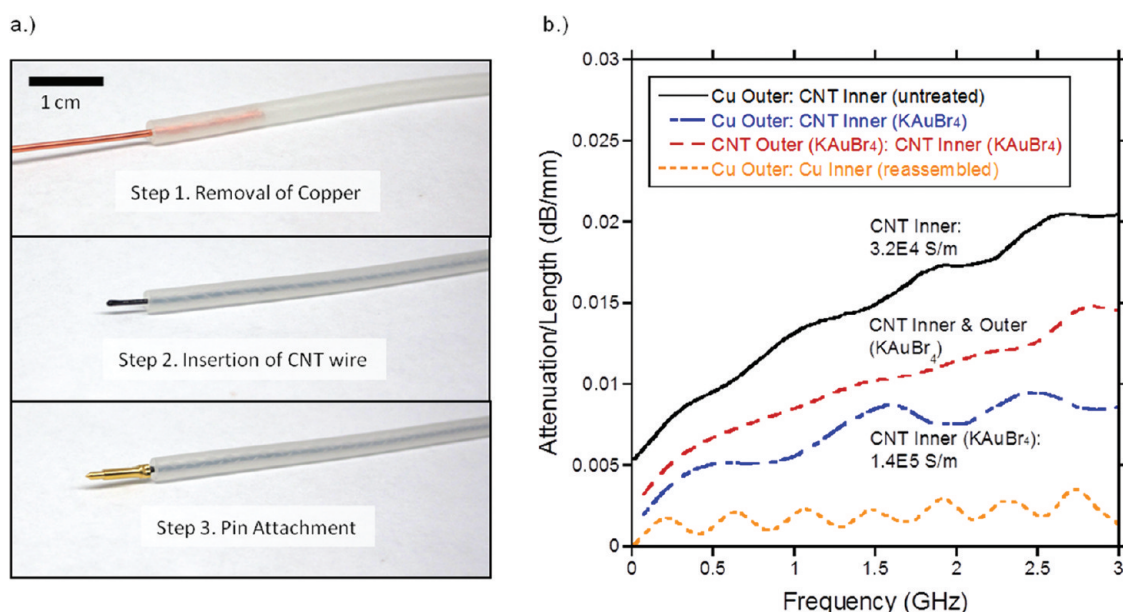 a.)
1 cm
Step 1. Removal of Copper
Step 2. Insertion of CNT wire
Step 3. Pin Attachment
b.)
0.03
0.025
0.02
0.015
0.01
0.005
0
Attenuation/Length (dB/mm)
Cu Outer: CNT Inner (untreated)
Cu Outer: CNT Inner (KAuBr₄)
CNT Outer (KAuBr₄): CNT Inner (KAuBr₄)
Cu Outer: Cu Inner (reassembled)
CNT Inner:
3.2E4 S/m
CNT Inner & Outer
(KAuBr₄)
CNT Inner (KAuBr₄):
1.4E5 S/m
0 0.5 1 1.5 2 2.5 3
Frequency (GHz)